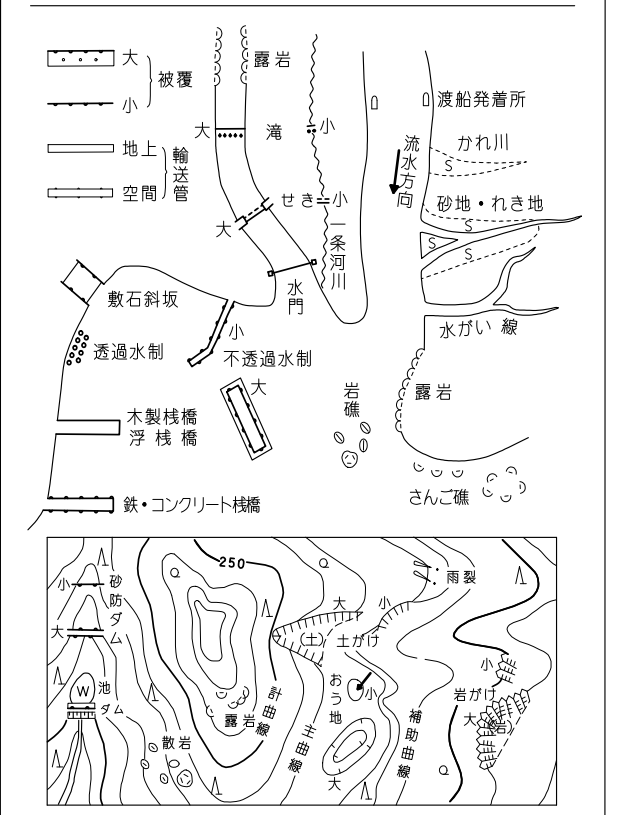 大
小
被覆
地上
空間
輸送管
露岩
大
滝
小
せき
小
大
一条河川
水門
渡船発着所
流水方向
かれ川
S
砂地・れき地
S
S
S
水がい線
露岩
さんご礁
敷石斜坂
透過水制
小
不透過水制
大
岩礁
木製桟橋
浮桟橋
鉄・コンクリート桟橋
小
砂防ダム
大
W
池
ダム
散岩
250
露岩
計曲線
主曲線
大
小
(土)
土がけ
おう地
小
大
補助曲線
雨裂
小
岩がけ
大
(岩)